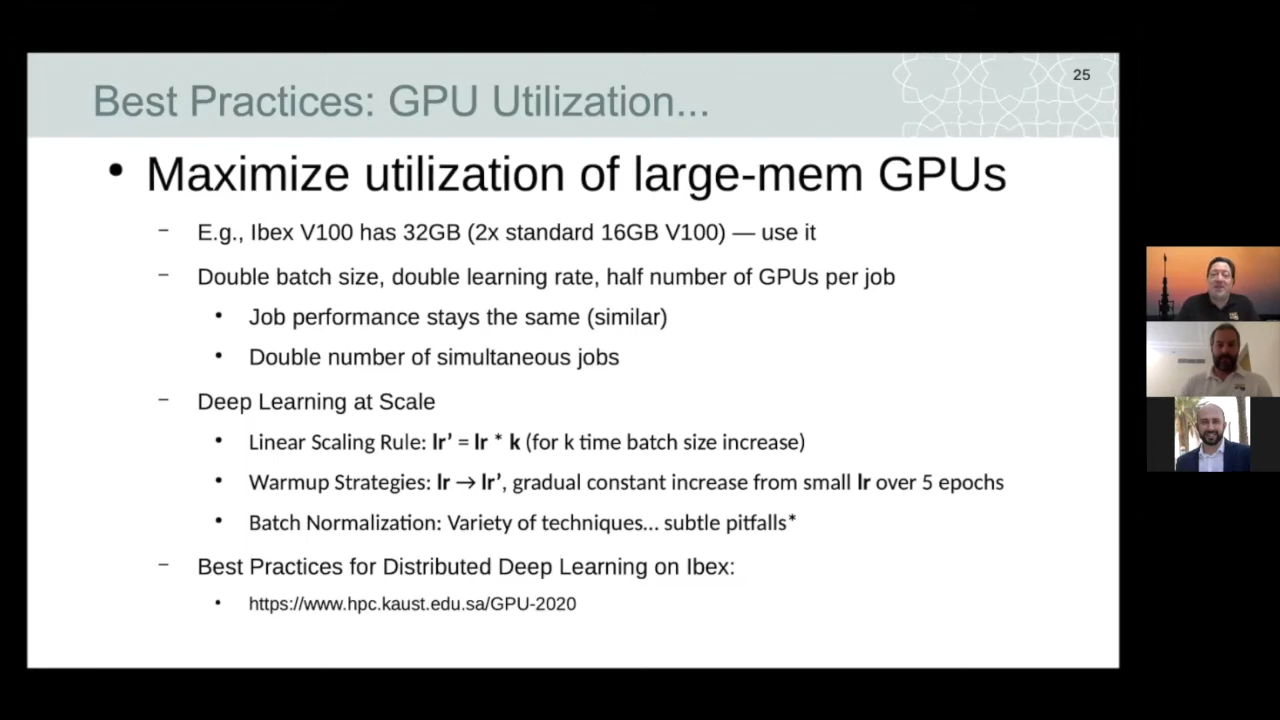 25
Best Practices: GPU Utilization...
• Maximize utilization of large-mem GPUs
– E.g., Ibex V100 has 32GB (2x standard 16GB V100) — use it
– Double batch size, double learning rate, half number of GPUs per job
• Job performance stays the same (similar)
• Double number of simultaneous jobs
– Deep Learning at Scale
• Linear Scaling Rule: lr’ = lr * k (for k time batch size increase)
• Warmup Strategies: lr → lr’, gradual constant increase from small lr over 5 epochs
• Batch Normalization: Variety of techniques... subtle pitfalls*
– Best Practices for Distributed Deep Learning on Ibex:
• https://www.hpc.kaust.edu.sa/GPU-2020